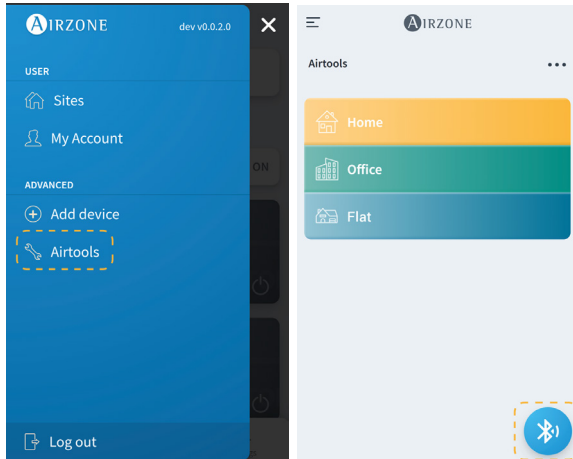 AIRZONE
dev v0.0.2.0
USER
Sites
My Account
ADVANCED
Add device
Airtools
Log out
ON
AIRZONE
Airtools
Home
Office
Flat